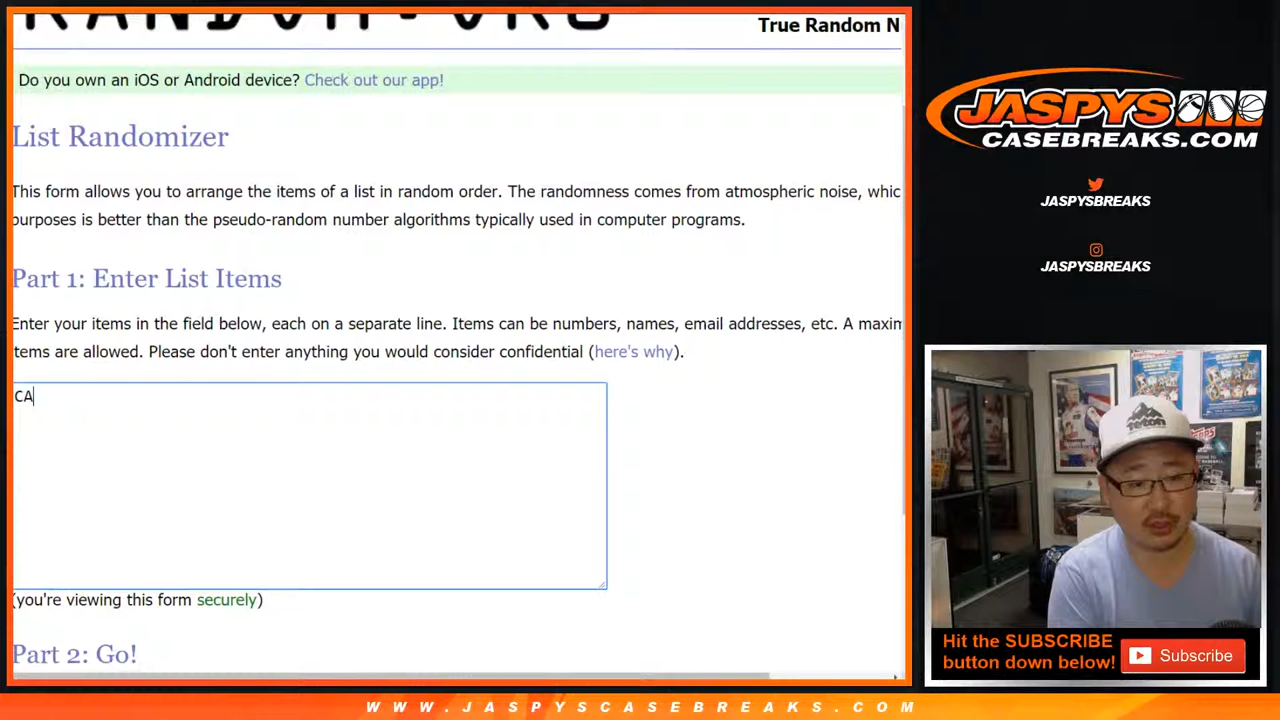 True Random N
Do you own an iOS or Android device? Check out our app!
List Randomizer
This form allows you to arrange the items of a list in random order. The randomness comes from atmospheric noise, whic
purposes is better than the pseudo-random number algorithms typically used in computer programs.
Part 1: Enter List Items
Enter your items in the field below, each on a separate line. Items can be numbers, names, email addresses, etc. A maxim
tems are allowed. Please don't enter anything you would consider confidential (here's why).
CA
(you're viewing this form securely)
Part 2: Go!
JASPYS
CASEBREAKS.COM
JASPYSBREAKS
JASPYSBREAKS
Teton
Hit the SUBSCRIBE
button down below!
Subscribe
WWW.JASPYSCASEBREAKS.COM